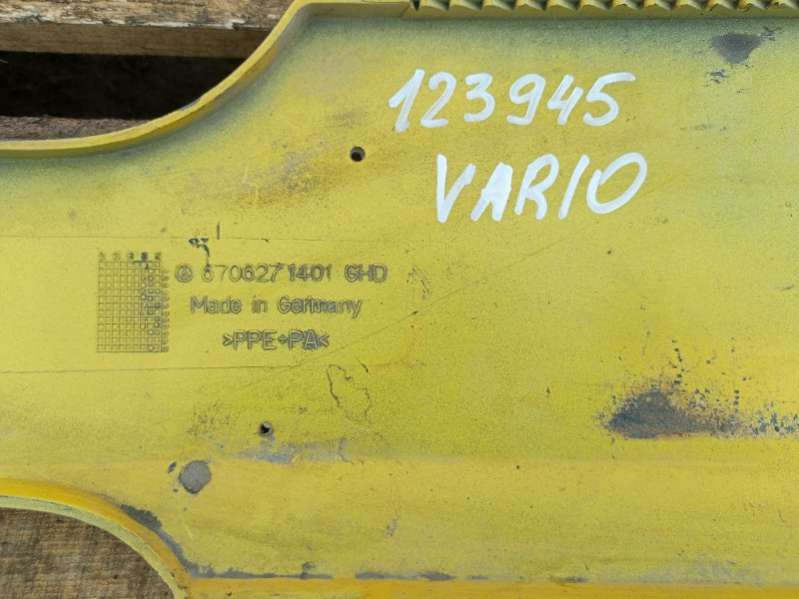 123945
VARIO
6706271401 GHD
Made in Germany
>PPE+PA<